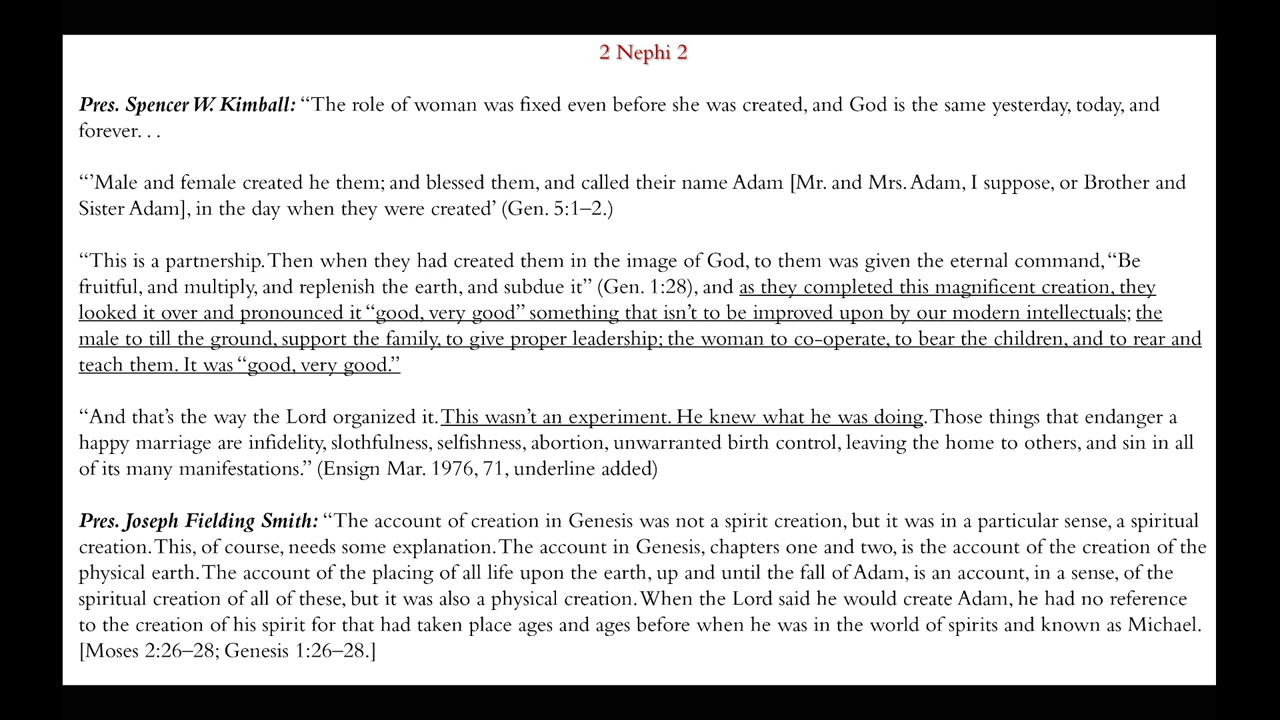 2 Nephi 2
Pres. Spencer W. Kimball: “The role of woman was fixed even before she was created, and God is the same yesterday, today, and
forever. . .
“’Male and female created he them; and blessed them, and called their name Adam [Mr. and Mrs. Adam, I suppose, or Brother and
Sister Adam], in the day when they were created’ (Gen. 5:1–2.)
“This is a partnership. Then when they had created them in the image of God, to them was given the eternal command, “Be
fruitful, and multiply, and replenish the earth, and subdue it” (Gen. 1:28), and as they completed this magnificent creation, they
looked it over and pronounced it “good, very good” something that isn’t to be improved upon by our modern intellectuals; the
male to till the ground, support the family, to give proper leadership; the woman to co-operate, to bear the children, and to rear and
teach them. It was “good, very good.”
“And that’s the way the Lord organized it. This wasn’t an experiment. He knew what he was doing. Those things that endanger a
happy marriage are infidelity, slothfulness, selfishness, abortion, unwarranted birth control, leaving the home to others, and sin in all
of its many manifestations.” (Ensign Mar. 1976, 71, underline added)
Pres. Joseph Fielding Smith: “The account of creation in Genesis was not a spirit creation, but it was in a particular sense, a spiritual
creation. This, of course, needs some explanation. The account in Genesis, chapters one and two, is the account of the creation of the
physical earth. The account of the placing of all life upon the earth, up and until the fall of Adam, is an account, in a sense, of the
spiritual creation of all of these, but it was also a physical creation. When the Lord said he would create Adam, he had no reference
to the creation of his spirit for that had taken place ages and ages before when he was in the world of spirits and known as Michael.
[Moses 2:26–28; Genesis 1:26–28.]